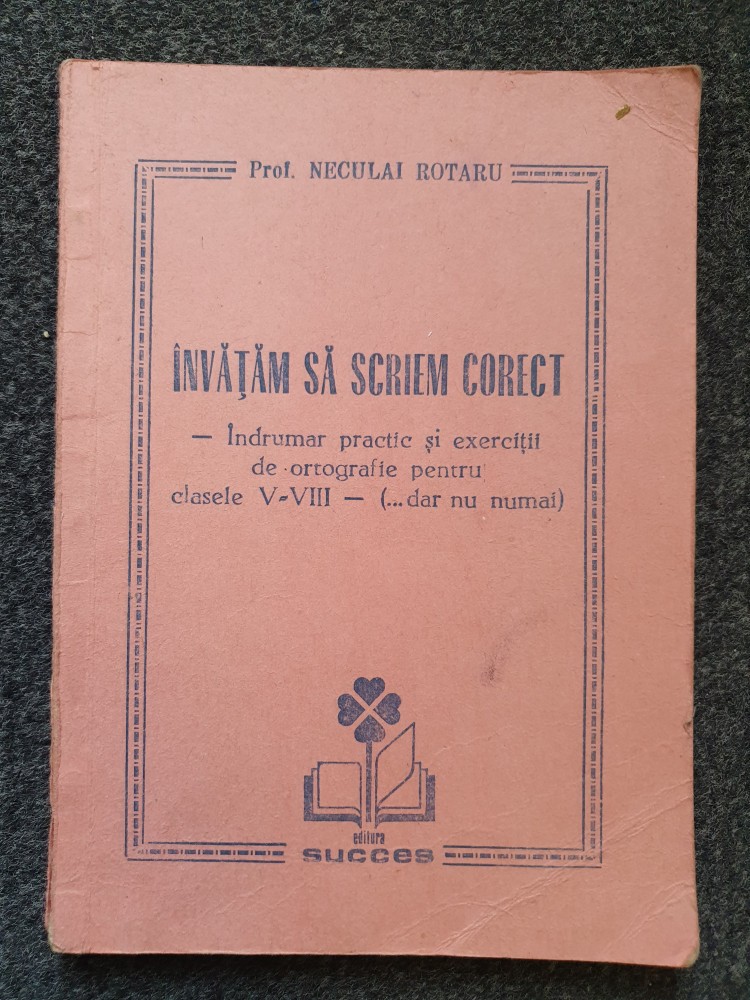 Prof. NECULAI ROTARU
ÎNVĂȚĂM SĂ SCRIEM CORECT
— Îndrumar practic și exerciții
de ortografie pentru
clasele V-VIII — (...dar nu numai)
editura
succes